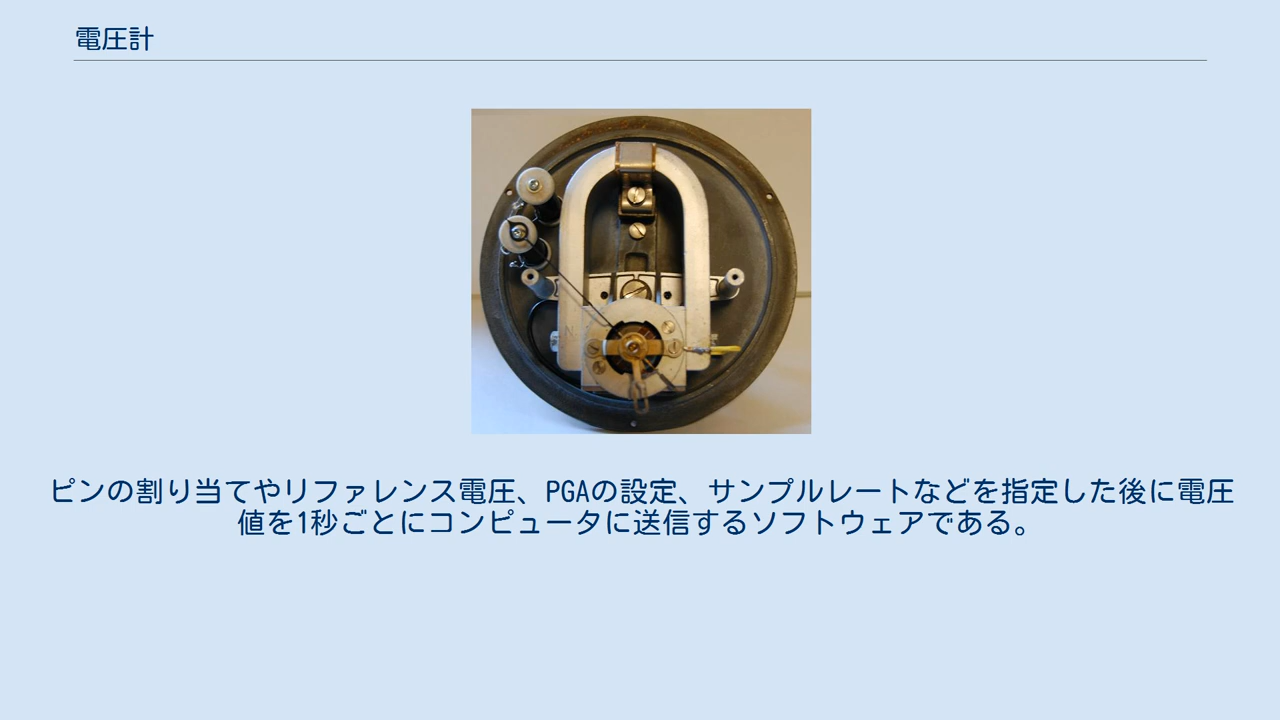 電圧計
ピンの割り当てやリファレンス電圧、PGAの設定、サンプルレートなどを指定した後に電圧
値を1秒ごとにコンピュータに送信するソフトウェアである。